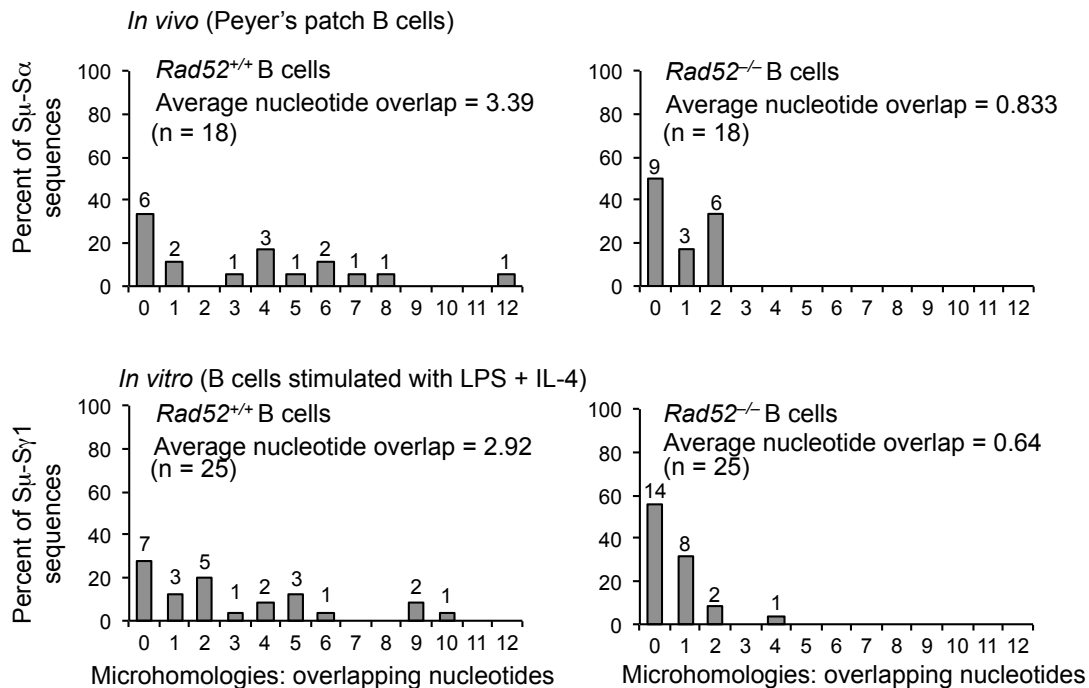 In vivo (Peyer's patch B cells)
Percent of Sμ-Sα
sequences
100
80
60
40
20
0
Rad52+/+ B cells
Average nucleotide overlap = 3.39
(n = 18)
6
2
1
3
1
2
1
1
1
0 1 2 3 4 5 6 7 8 9 10 11 12
100
80
60
40
20
0
Rad52–/– B cells
Average nucleotide overlap = 0.833
(n = 18)
9
3
6
0 1 2 3 4 5 6 7 8 9 10 11 12
In vitro (B cells stimulated with LPS + IL-4)
Percent of Sμ-Sγ1
sequences
100
80
60
40
20
0
Rad52+/+ B cells
Average nucleotide overlap = 2.92
(n = 25)
7
3
5
1
2
3
1
2
1
0 1 2 3 4 5 6 7 8 9 10 11 12
Microhomologies: overlapping nucleotides
100
80
60
40
20
0
Rad52–/– B cells
Average nucleotide overlap = 0.64
(n = 25)
14
8
2
1
0 1 2 3 4 5 6 7 8 9 10 11 12
Microhomologies: overlapping nucleotides